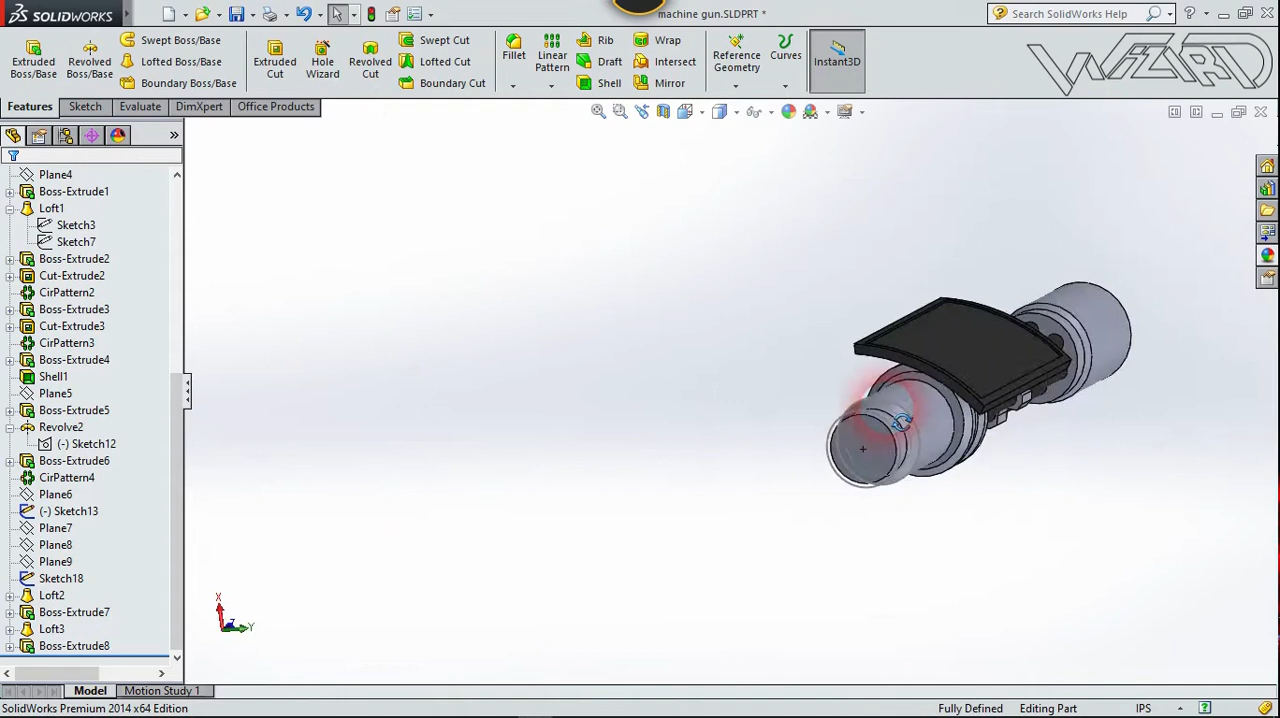 SOLIDWORKS
machine gun.SLDPRT *
Search SolidWorks Help
WIZARD
Extruded Boss/Base
Revolved Boss/Base
Swept Boss/Base
Lofted Boss/Base
Boundary Boss/Base
Extruded Cut
Hole Wizard
Revolved Cut
Swept Cut
Lofted Cut
Boundary Cut
Fillet
Linear Pattern
Rib
Draft
Shell
Wrap
Intersect
Mirror
Reference Geometry
Curves
Instant3D
Features
Sketch
Evaluate
DimXpert
Office Products
Plane4
Boss-Extrude1
Loft1
Sketch3
Sketch7
Boss-Extrude2
Cut-Extrude2
CirPattern2
Boss-Extrude3
Cut-Extrude3
CirPattern3
Boss-Extrude4
Shell1
Plane5
Boss-Extrude5
Revolve2
(-) Sketch12
Boss-Extrude6
CirPattern4
Plane6
(-) Sketch13
Plane7
Plane8
Plane9
Sketch18
Loft2
Boss-Extrude7
Loft3
Boss-Extrude8
X
Z
Y
Model
Motion Study 1
SolidWorks Premium 2014 x64 Edition
Fully Defined
Editing Part
IPS